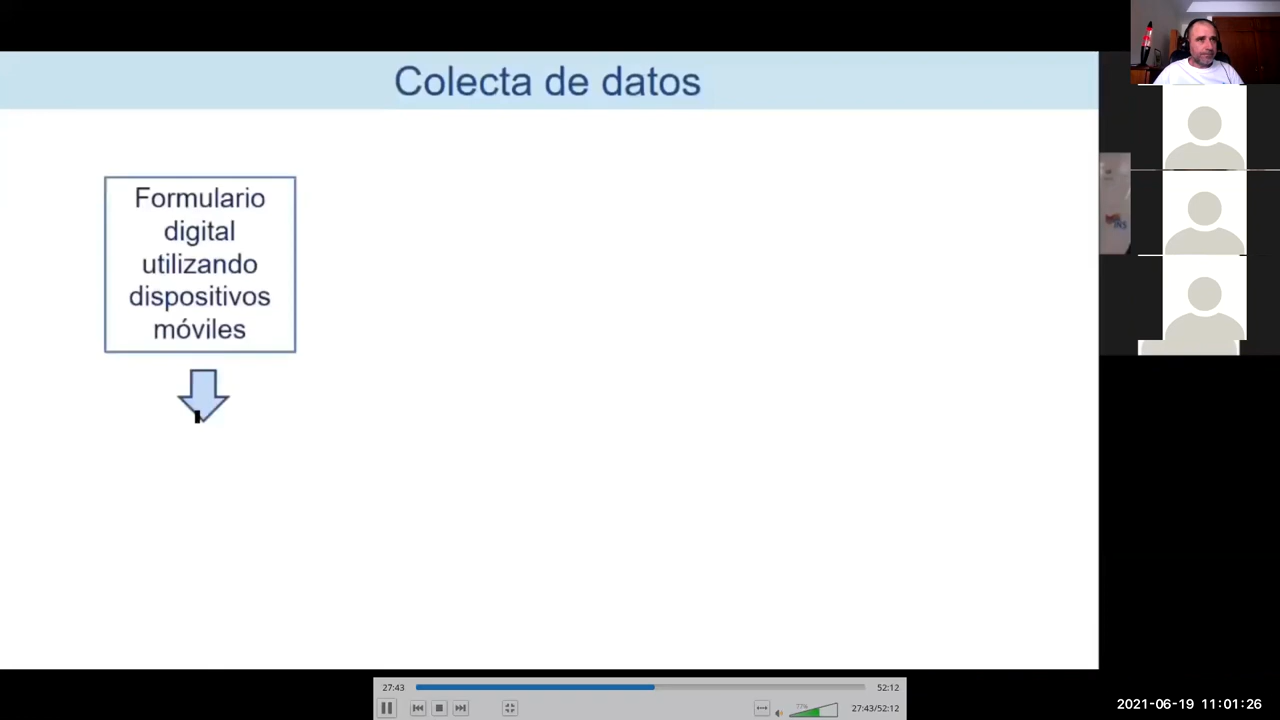 Colecta de datos
Formulario
digital
utilizando
dispositivos
móviles
27:43
52:12
77%
27:43/52:12
2021-06-19 11:01:26